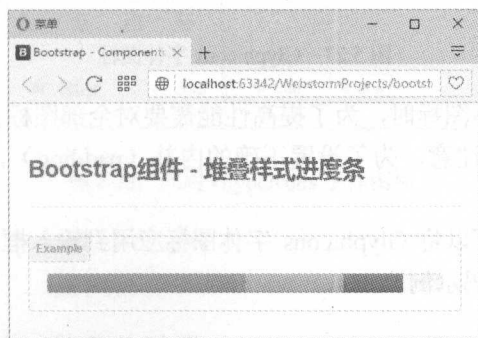 菜单
Bootstrap - Component
localhost:63342/WebstormProjects/bootst
Bootstrap组件 - 堆叠样式进度条
Example